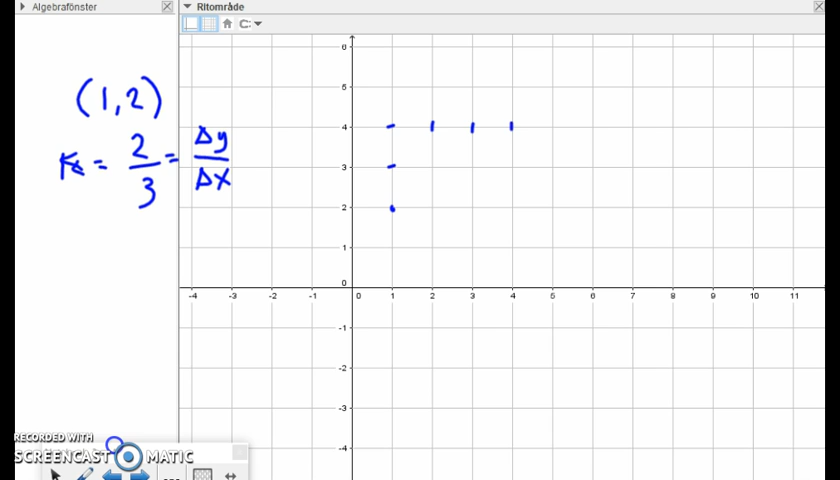 Algebrafönster
Ritområde
(1,2)
K = 2/3 = Δy/Δx
6
5
4
3
2
1
0
-4 -3 -2 -1 0 1 2 3 4 5 6 7 8 9 10 11
-1
-2
-3
-4
RECORDED WITH
SCREENCAST MATIC